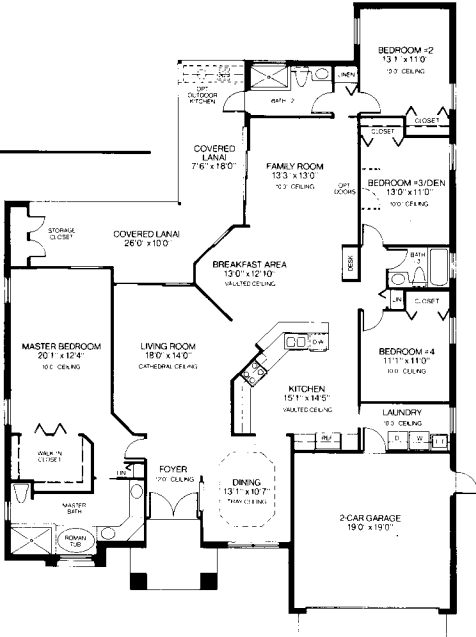 BEDROOM #2
13'1" x 11'0"
10'0" CEILING
LINEN
OPT.
OUTDOOR
KITCHEN
BATH 2
CLOSET
CLOSET
COVERED
LANAI
7'6" x 18'0"
FAMILY ROOM
13'3" x 13'0"
10'0" CEILING
OPT
DOORS
BEDROOM #3/DEN
13'0" x 11'0"
10'0" CEILING
STORAGE
CLOSET
COVERED LANAI
26'0" x 10'0"
BREAKFAST AREA
13'0" x 12'10"
VAULTED CEILING
DESK
BATH
3
LIN
CLOSET
MASTER BEDROOM
20'1" x 12'4"
10'0" CEILING
LIVING ROOM
18'0" x 14'0"
CATHEDRAL CEILING
D.W.
BEDROOM #4
11'1" x 11'0"
10'0" CEILING
KITCHEN
15'1" x 14'5"
VAULTED CEILING
LAUNDRY
CEILING
REF
D
W
WALK IN
CLOSET
LIN
FOYER
12'0" CEILING
DINING
13'1" x 10'7"
TRAY CEILING
MASTER
BATH
ROMAN
TUB
2-CAR GARAGE
19'0" x 19'0"